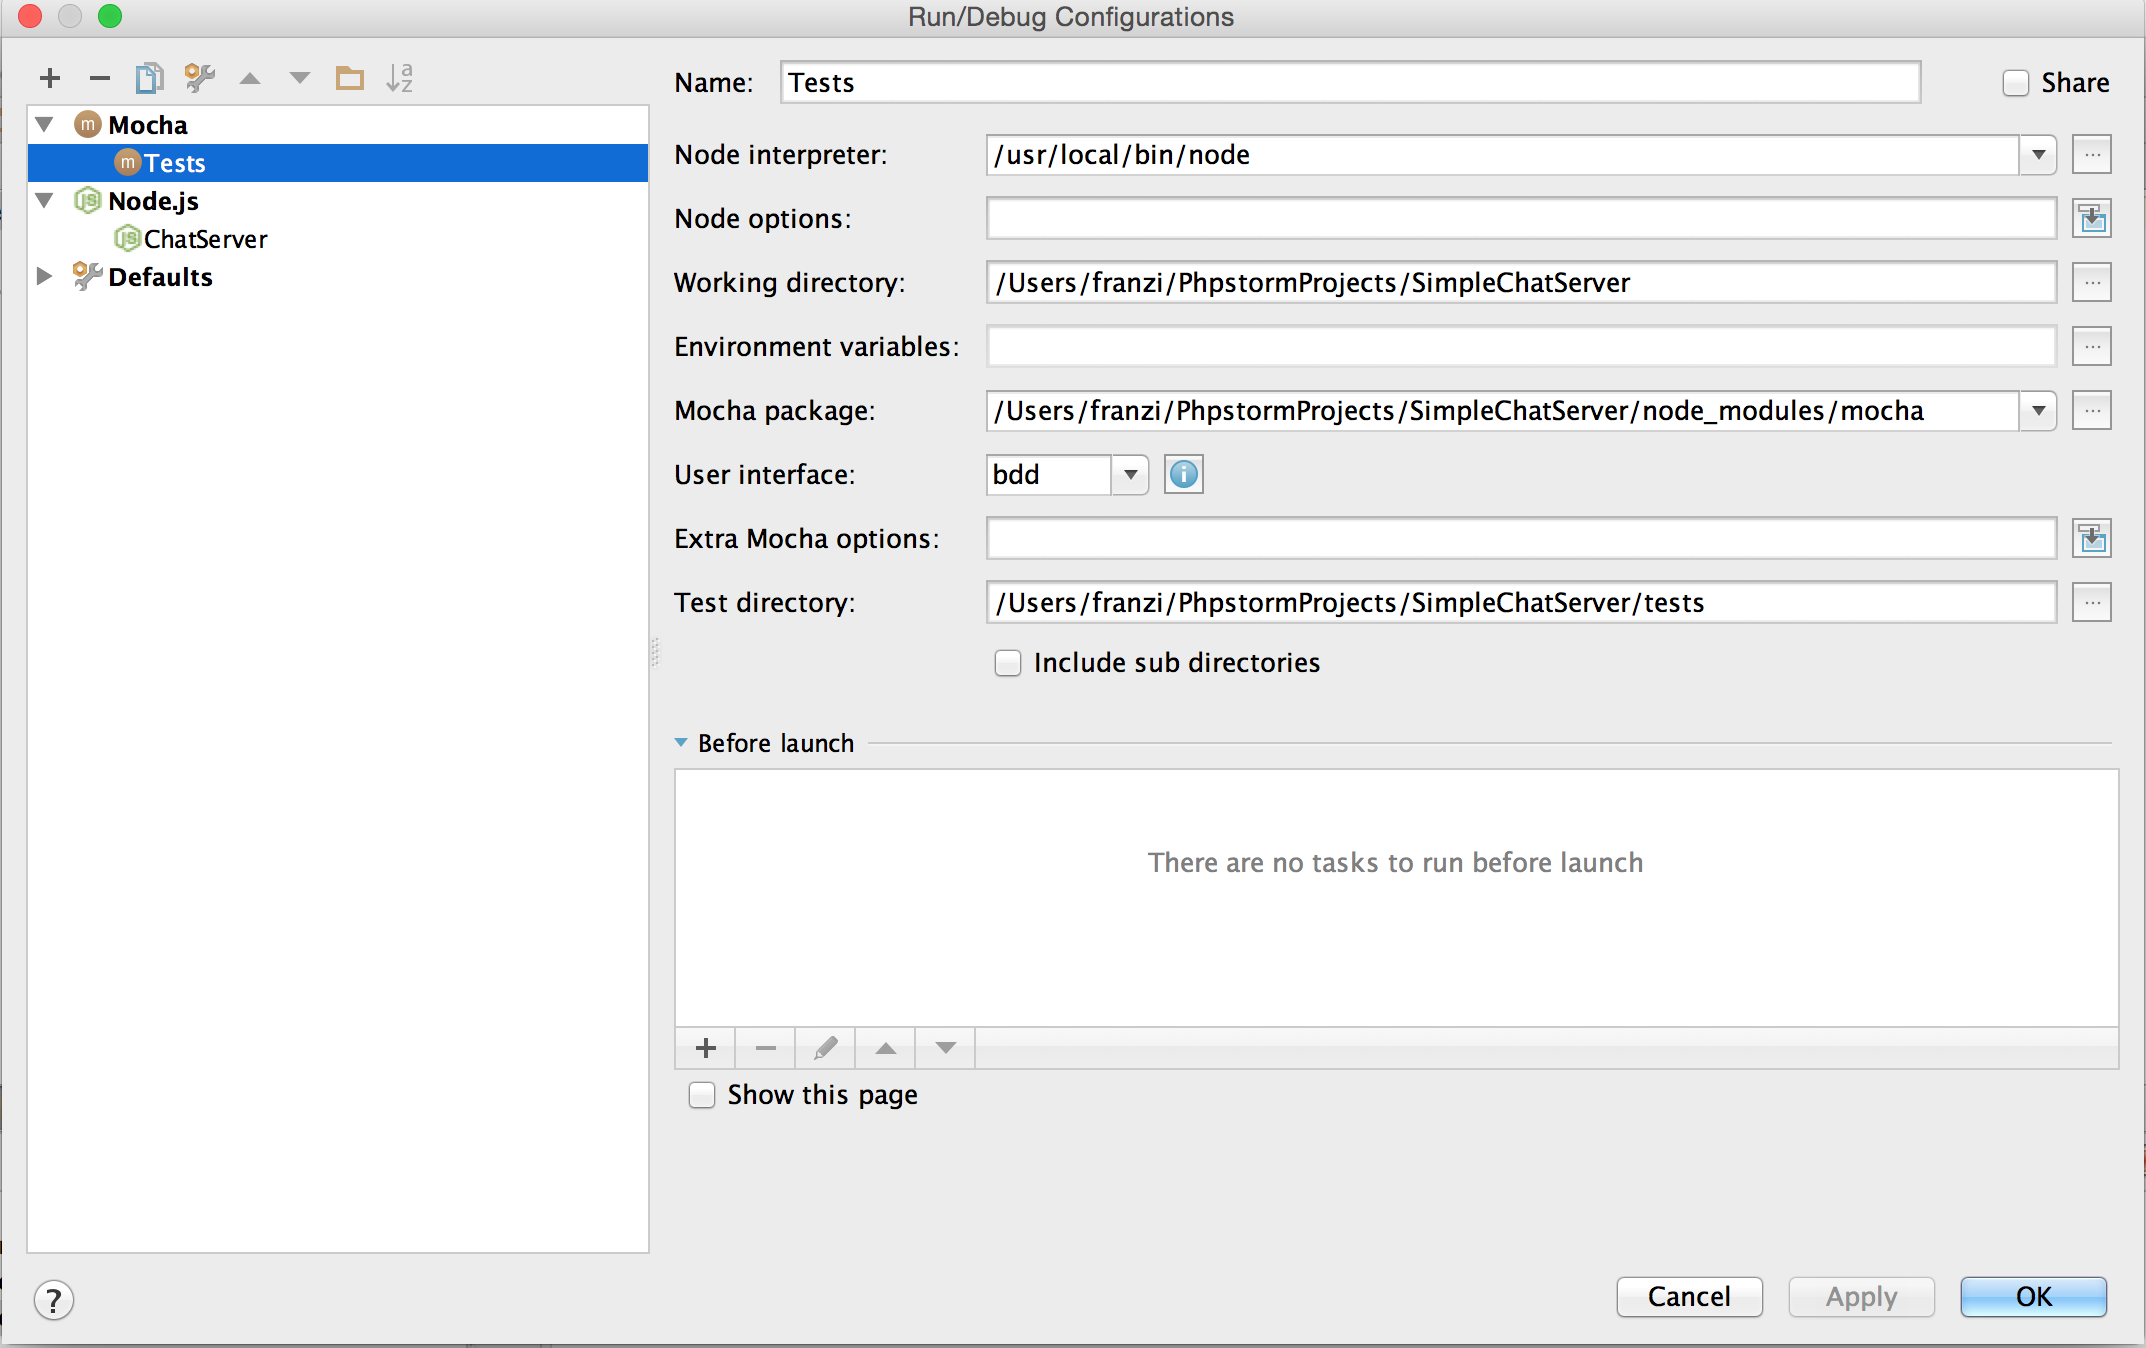 Run/Debug Configurations
Name: Tests Share
Mocha
Tests
Node.js
ChatServer
Defaults
Node interpreter: /usr/local/bin/node
Node options:
Working directory: /Users/franzi/PhpstormProjects/SimpleChatServer
Environment variables:
Mocha package: /Users/franzi/PhpstormProjects/SimpleChatServer/node_modules/mocha
User interface: bdd
Extra Mocha options:
Test directory: /Users/franzi/PhpstormProjects/SimpleChatServer/tests
Include sub directories
Before launch
There are no tasks to run before launch
Show this page
? Cancel Apply OK